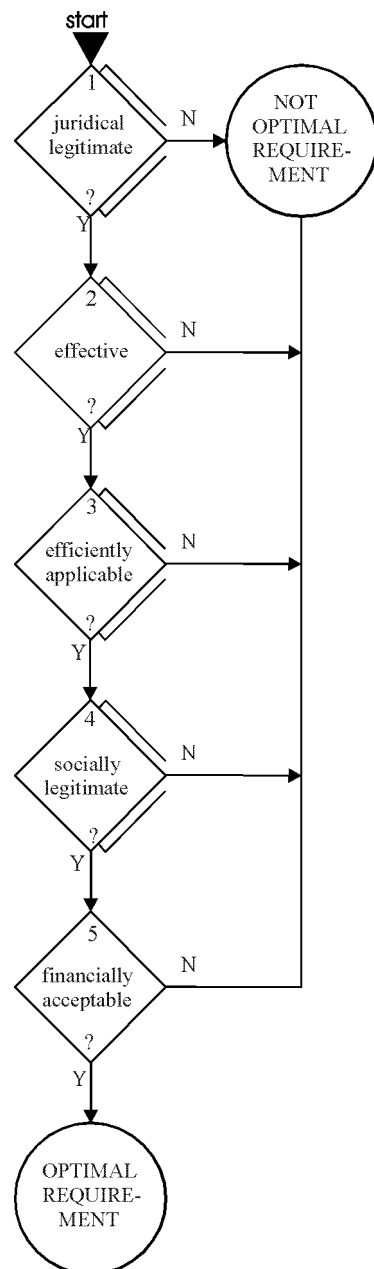 start
1
juridical
legitimate
?
N
Y
NOT
OPTIMAL
REQUIRE-
MENT
2
effective
?
N
Y
3
efficiently
applicable
?
N
Y
4
socially
legitimate
?
N
Y
5
financially
acceptable
?
N
Y
OPTIMAL
REQUIRE-
MENT